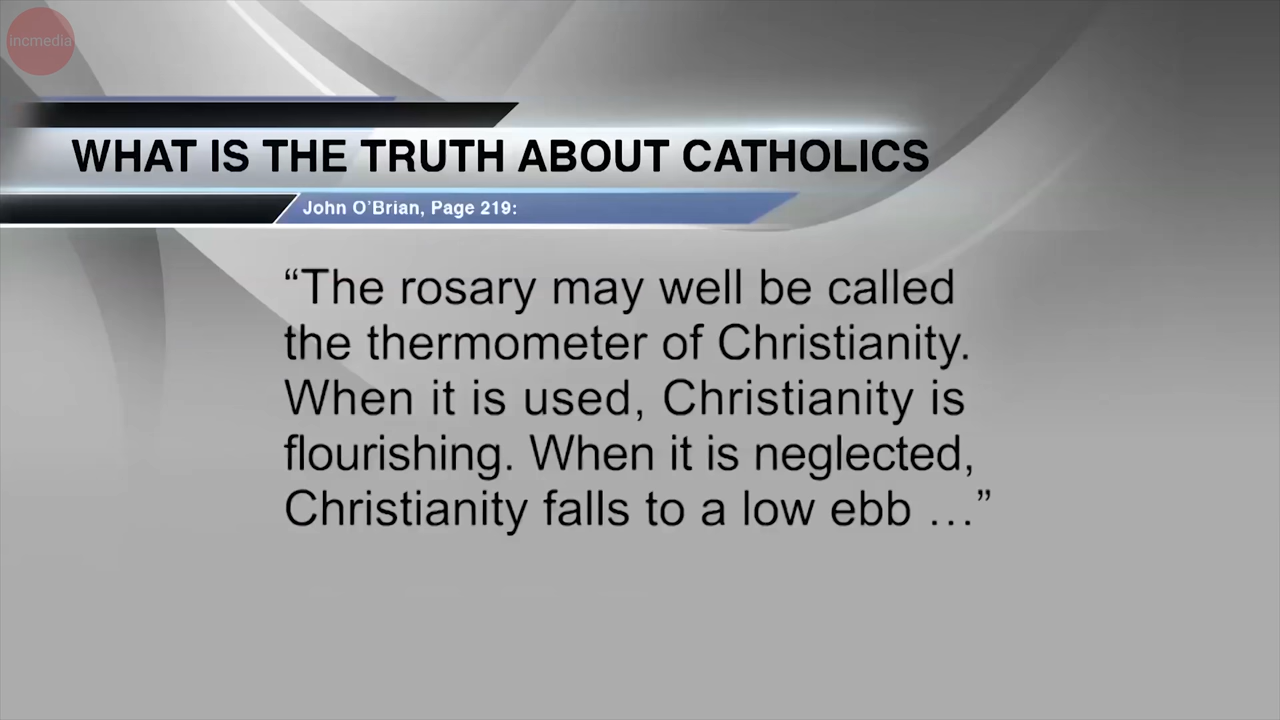 incmedia
WHAT IS THE TRUTH ABOUT CATHOLICS
John O’Brian, Page 219:
“The rosary may well be called
the thermometer of Christianity.
When it is used, Christianity is
flourishing. When it is neglected,
Christianity falls to a low ebb …”